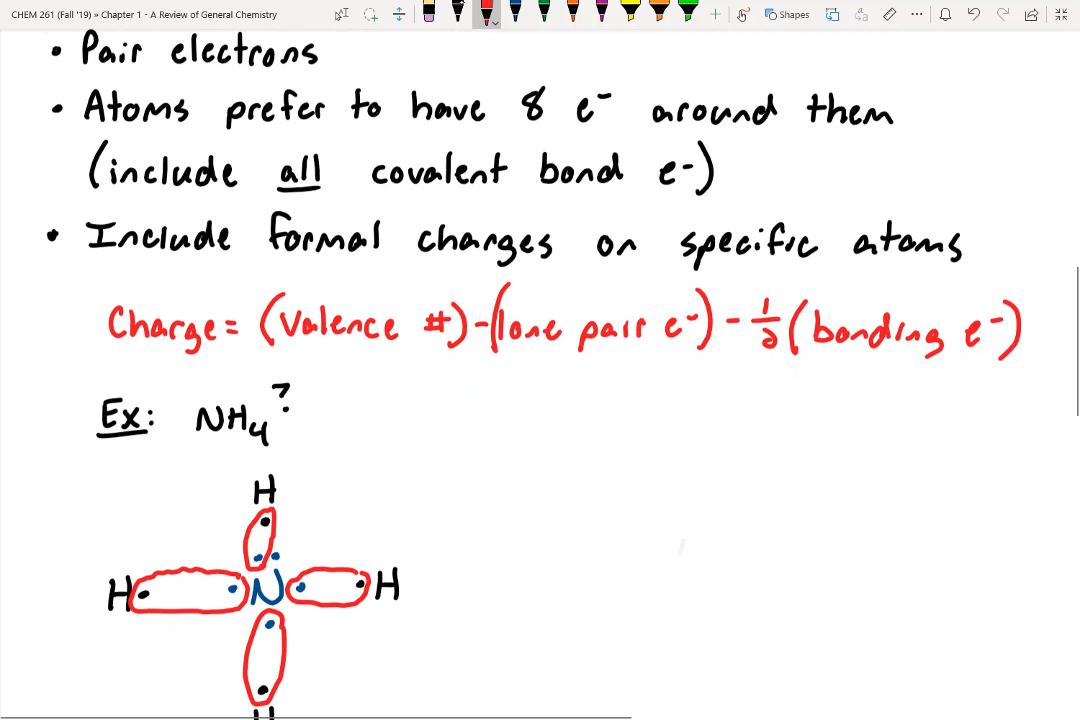 CHEM 261 (Fall '19) » Chapter 1 - A Review of General Chemistry
Shapes
• Pair electrons
• Atoms prefer to have 8 e⁻ around them
(include all covalent bond e⁻)
• Include formal charges on specific atoms
Charge = (Valence #) - (lone pair e⁻) - ½ (bonding e⁻)
Ex: NH₄?
H
H N H
H